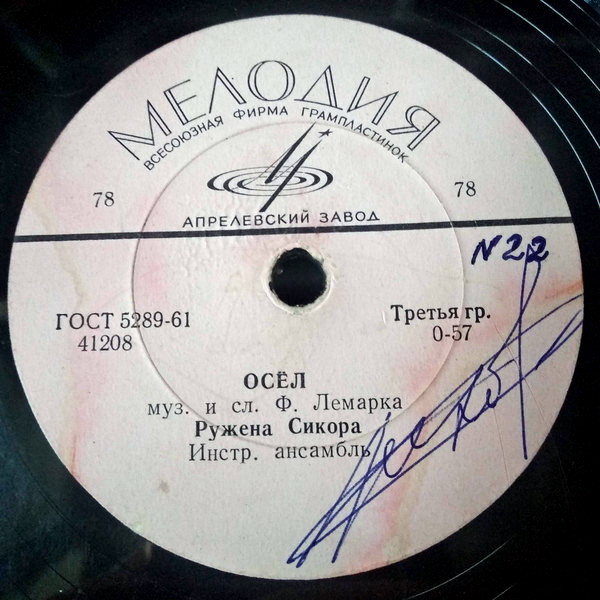 МЕЛОДИЯ
ВСЕСОЮЗНАЯ ФИРМА ГРАМПЛАСТИНОК
78
78
АПРЕЛЕВСКИЙ ЗАВОД
N 22
ГОСТ 5289-61
41208
Третья гр.
0-57
ОСЁЛ
муз. и сл. Ф. Лемарка
Ружена Сикора
Инстр. ансамбль